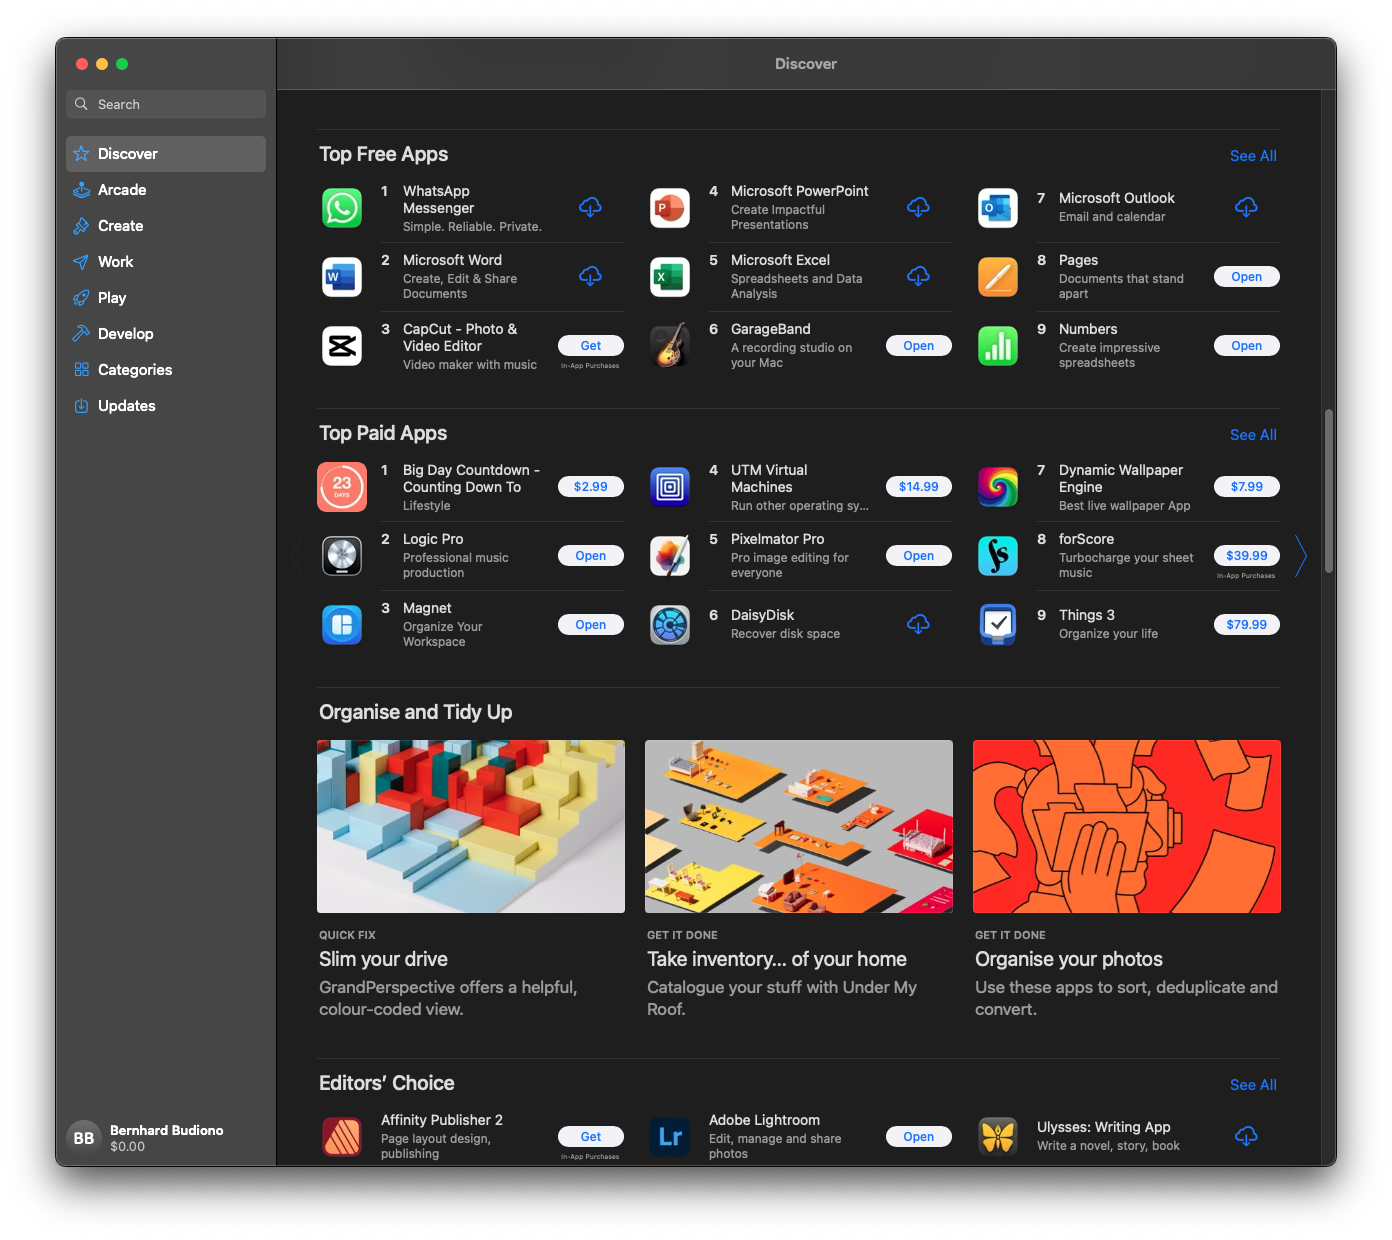 Discover
Search
Discover
Arcade
Create
Work
Play
Develop
Categories
Updates
BB
Bernhard Budiono
$0.00
Top Free Apps
See All
1
WhatsApp
Messenger
Simple. Reliable. Private.
2
Microsoft Word
Create, Edit & Share
Documents
W
3
CapCut - Photo &
Video Editor
Video maker with music
Get
In-App Purchases
4
Microsoft PowerPoint
Create Impactful
Presentations
P
5
Microsoft Excel
Spreadsheets and Data
Analysis
X
6
GarageBand
A recording studio on
your Mac
Open
7
Microsoft Outlook
Email and calendar
O
8
Pages
Documents that stand
apart
Open
9
Numbers
Create impressive
spreadsheets
Open
Top Paid Apps
See All
23
DAYS
1
Big Day Countdown -
Counting Down To
Lifestyle
$2.99
2
Logic Pro
Professional music
production
Open
3
Magnet
Organize Your
Workspace
Open
4
UTM Virtual
Machines
Run other operating sy...
$14.99
5
Pixelmator Pro
Pro image editing for
everyone
Open
6
DaisyDisk
Recover disk space
7
Dynamic Wallpaper
Engine
Best live wallpaper App
$7.99
8
forScore
Turbocharge your sheet
music
$39.99
In-App Purchases
9
Things 3
Organize your life
$79.99
Organise and Tidy Up
QUICK FIX
Slim your drive
GrandPerspective offers a helpful,
colour-coded view.
GET IT DONE
Take inventory... of your home
Catalogue your stuff with Under My
Roof.
GET IT DONE
Organise your photos
Use these apps to sort, deduplicate and
convert.
Editors’ Choice
See All
Affinity Publisher 2
Page layout design,
publishing
Get
In-App Purchases
Lr
Adobe Lightroom
Edit, manage and share
photos
Open
Ulysses: Writing App
Write a novel, story, book